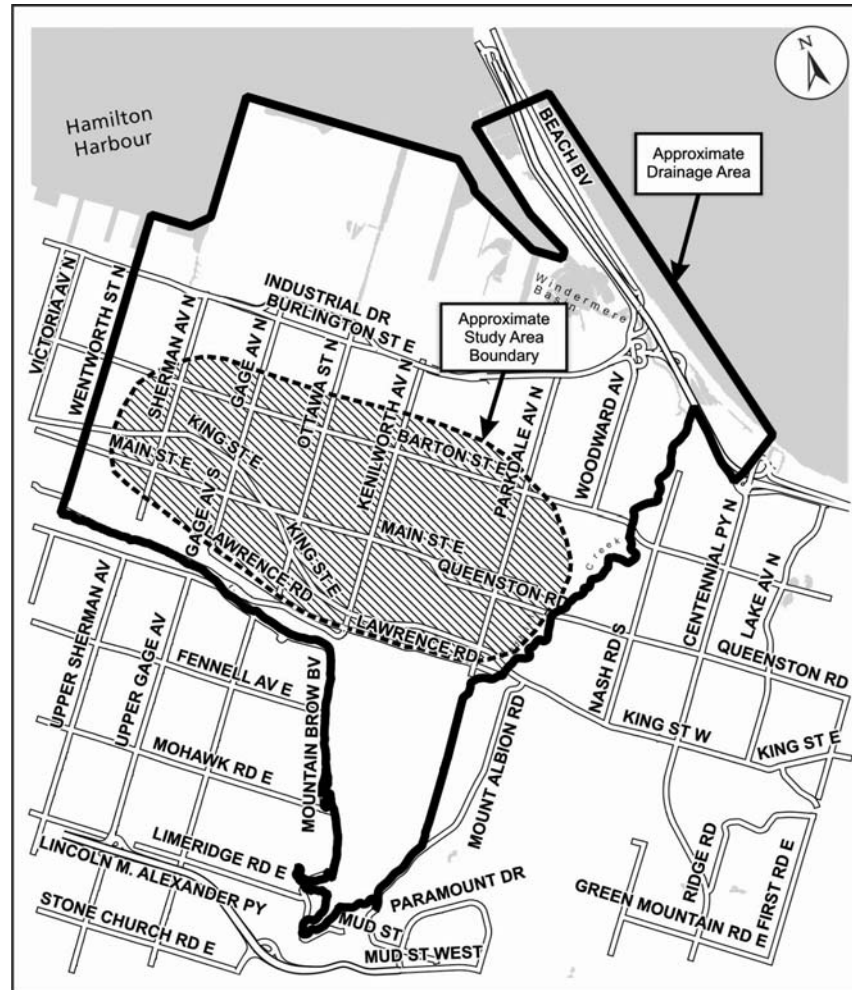 N
Hamilton
Harbour
BEACH BV
Approximate
Drainage Area
Windermere
Basin
INDUSTRIAL DR
BURLINGTON ST E
Approximate
Study Area
Boundary
VICTORIA AV N
WENTWORTH ST N
SHERMAN AV N
GAGE AV N
OTTAWA ST N
KENILWORTH AV N
BARTON ST E
PARKDALE AV N
WOODWARD AV
KING ST E
MAIN ST E
GAGE AV S
KING ST E
MAIN ST E
QUEENSTON RD
LAWRENCE RD
LAWRENCE RD
Creek
CENTENNIAL PY N
LAKE AV N
NASH RD S
QUEENSTON RD
KING ST W
KING ST E
UPPER SHERMAN AV
UPPER GAGE AV
FENNELL AV E
MOHAWK RD E
MOUNTAIN BROW BV
MOUNT ALBION RD
LIMERIDGE RD E
LINCOLN M. ALEXANDER PY
STONE CHURCH RD E
PARAMOUNT DR
MUD ST
MUD ST WEST
RIDGE RD
FIRST RD E
GREEN MOUNTAIN RD E